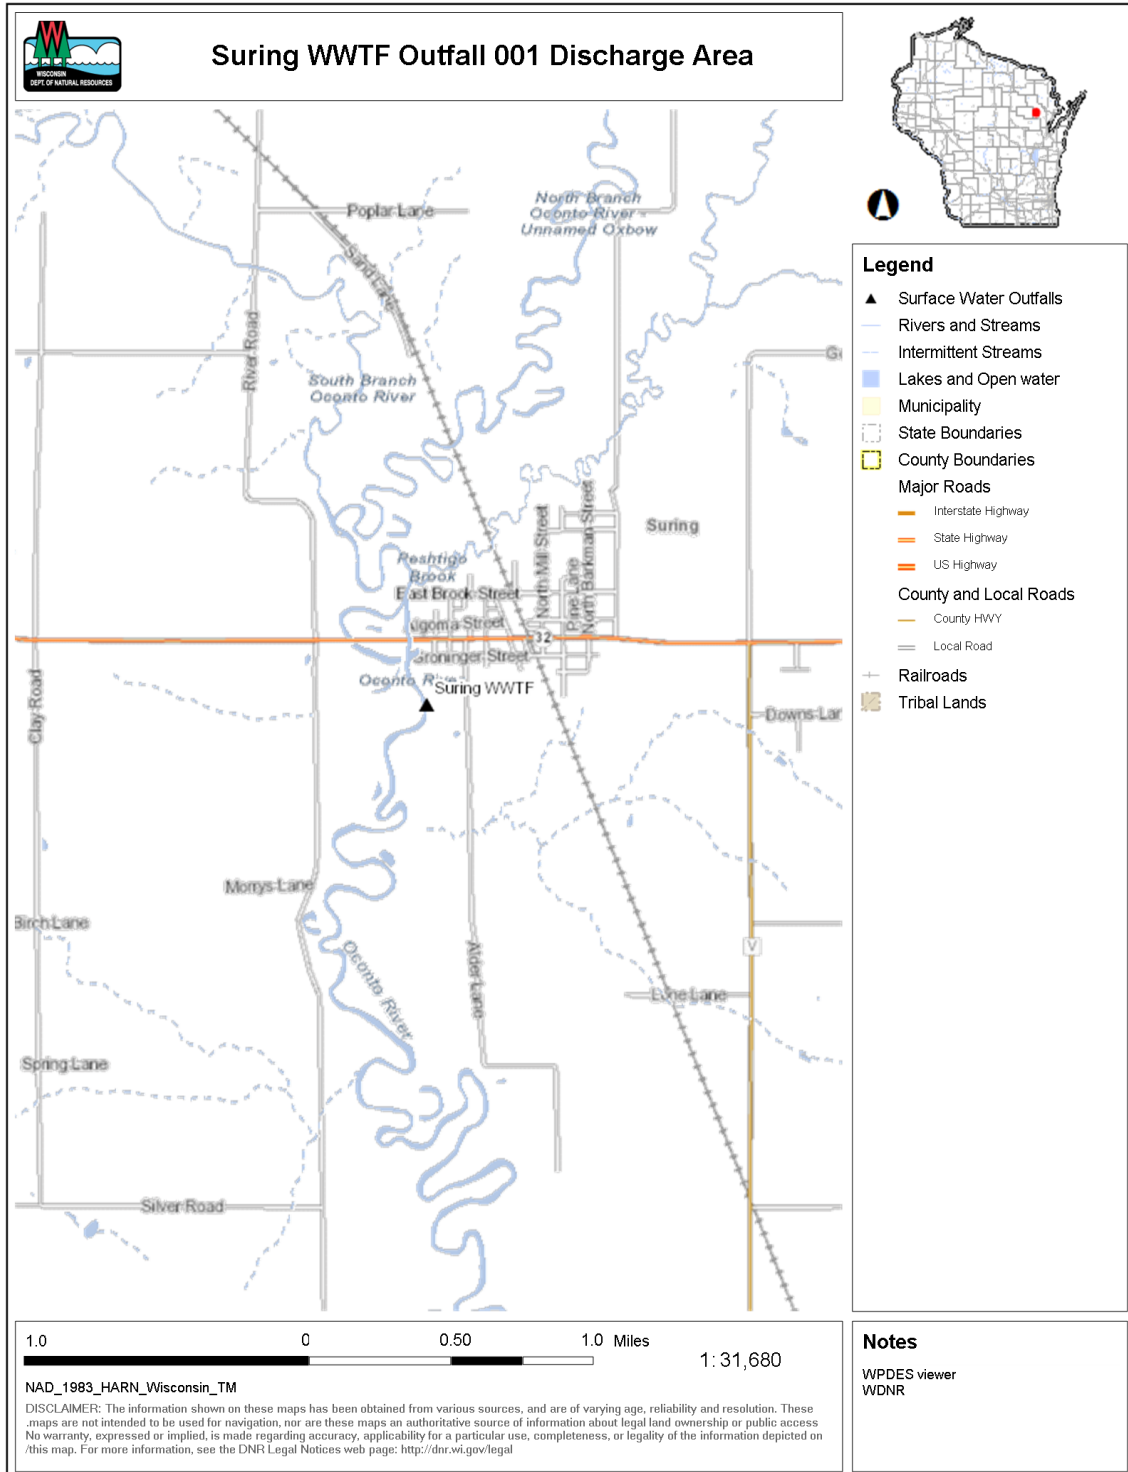 WISCONSIN
DEPT. OF NATURAL RESOURCES
Suring WWTF Outfall 001 Discharge Area
Poplar Lane
North Branch
Oconto River -
Unnamed Oxbow
Sand Lane
River Road
South Branch
Oconto River
Suring
North Mill Street
Pine Lane
North Barkman Street
Peshtigo
Brook
East Brook Street
Street
32
Groninger Street
Oconto
Suring WWTF
Clay Road
Downs Lan
Morrys Lane
Birch Lane
Oconto River
Alder Lane
V
Lane
Spring Lane
Silver Road
Legend
Surface Water Outfalls
Rivers and Streams
Intermittent Streams
Lakes and Open water
Municipality
State Boundaries
County Boundaries
Major Roads
Interstate Highway
State Highway
US Highway
County and Local Roads
County HWY
Local Road
Railroads
Tribal Lands
1.0 0 0.50 1.0 Miles
1: 31,680
NAD_1983_HARN_Wisconsin_TM
DISCLAIMER: The information shown on these maps has been obtained from various sources, and are of varying age, reliability and resolution. These
.maps are not intended to be used for navigation, nor are these maps an authoritative source of information about legal land ownership or public access
No warranty, expressed or implied, is made regarding accuracy, applicability for a particular use, completeness, or legality of the information depicted on
/this map. For more information, see the DNR Legal Notices web page: http://dnr.wi.gov/legal
Notes
WPDES viewer
WDNR